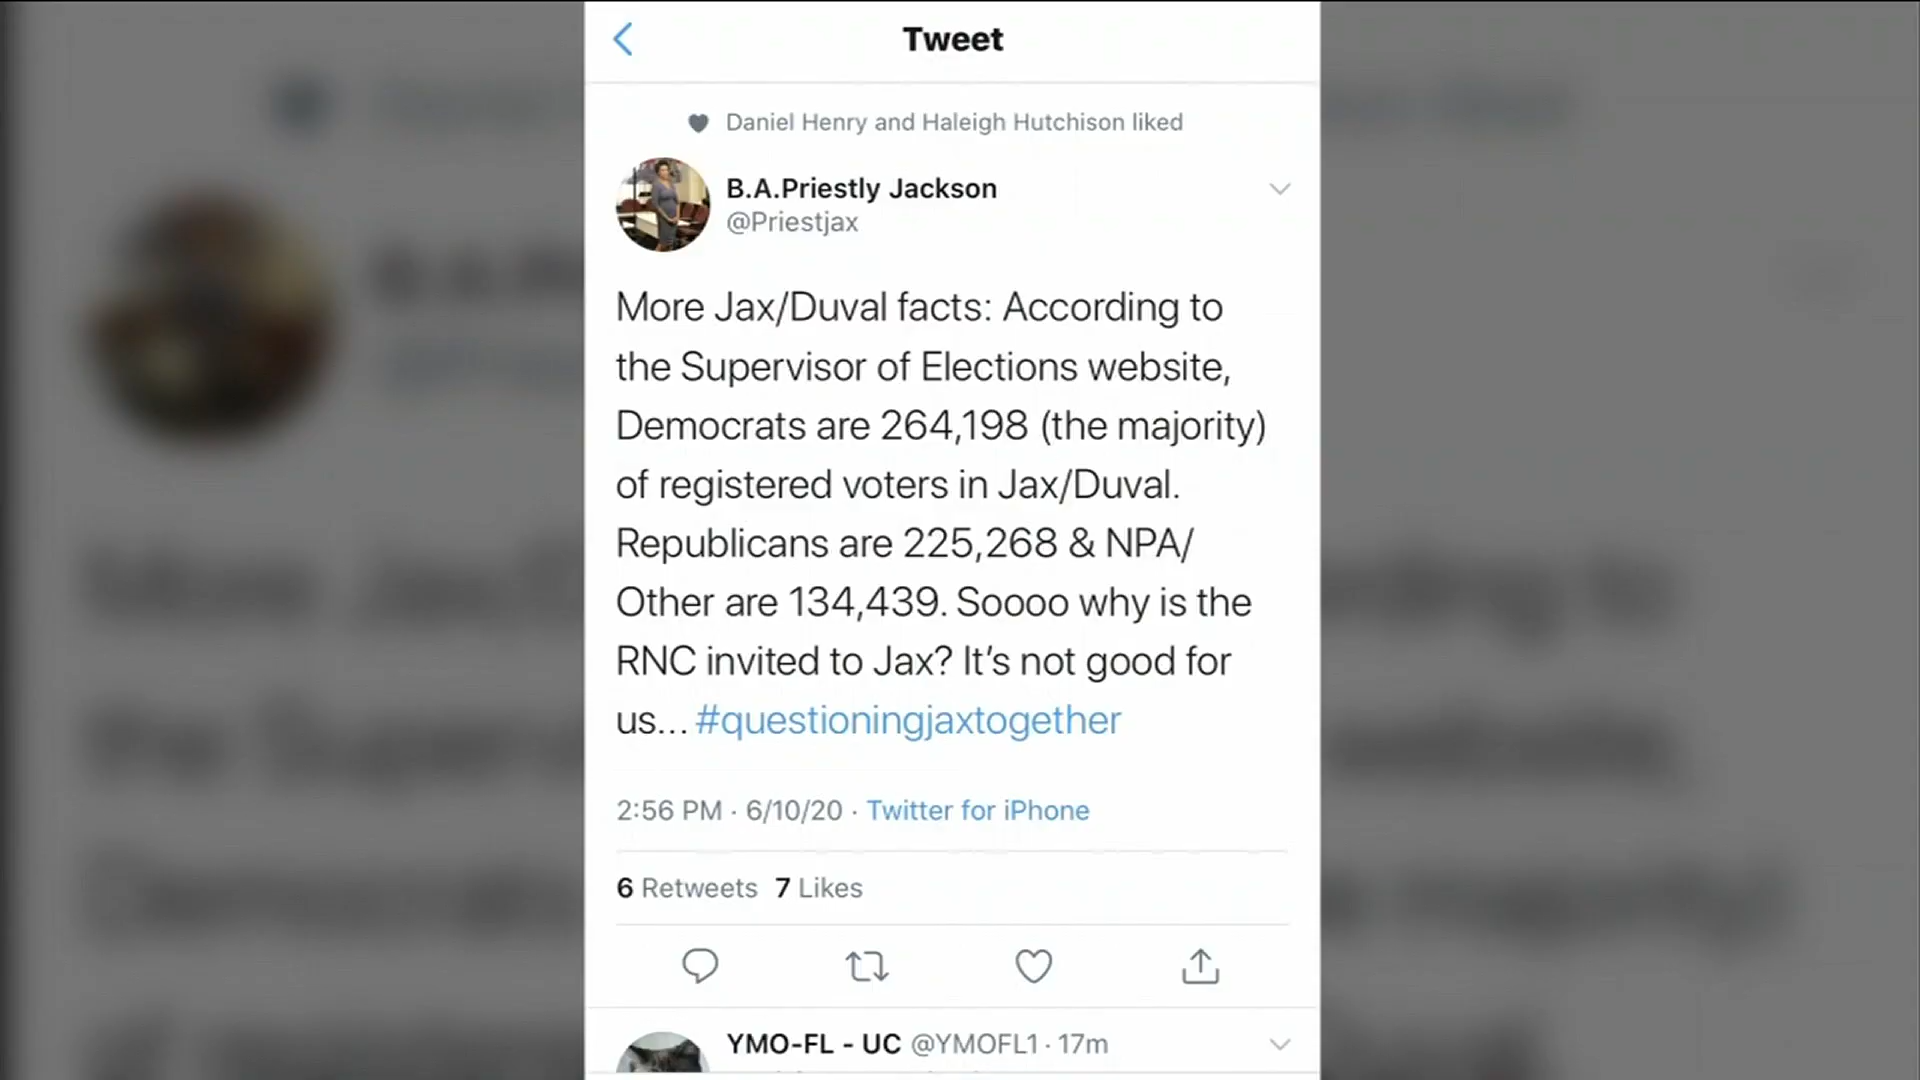 Tweet
Daniel Henry and Haleigh Hutchison liked
B.A.Priestly Jackson
@Priestjax
More Jax/Duval facts: According to
the Supervisor of Elections website,
Democrats are 264,198 (the majority)
of registered voters in Jax/Duval.
Republicans are 225,268 & NPA/
Other are 134,439. Soooo why is the
RNC invited to Jax? It's not good for
us... #questioningjaxtogether
2:56 PM · 6/10/20 · Twitter for iPhone
6 Retweets 7 Likes
YMO-FL - UC @YMOFL1 · 17m